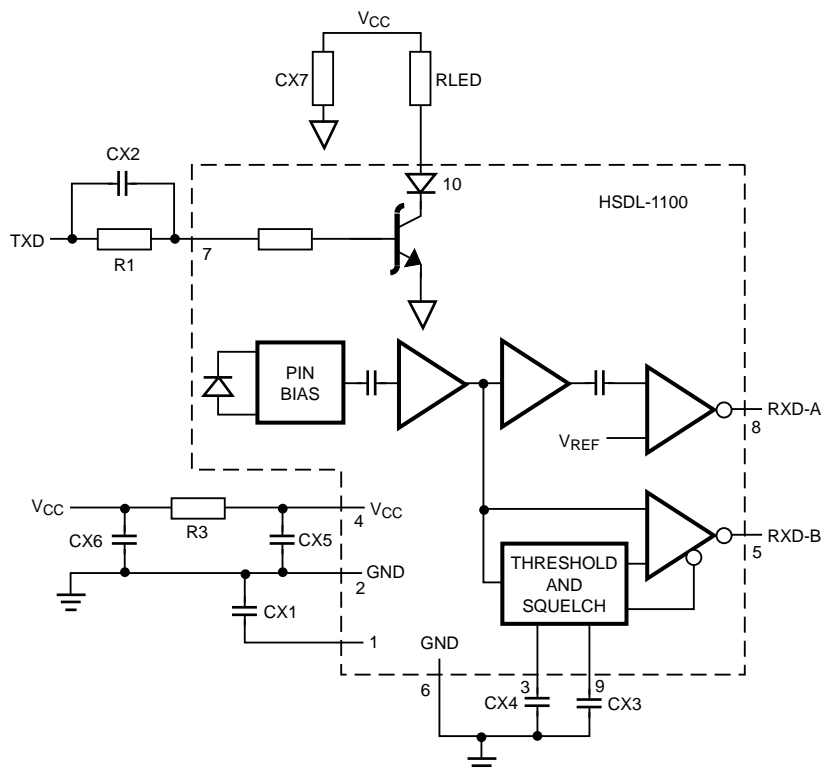 VCC
CX7
RLED
CX2
10
HSDL-1100
TXD
7
R1
PIN
BIAS
RXD-A
8
VREF
VCC
4
VCC
R3
CX6
CX5
RXD-B
5
THRESHOLD
AND
SQUELCH
GND
2
CX1
1
GND
6
3
9
CX4
CX3